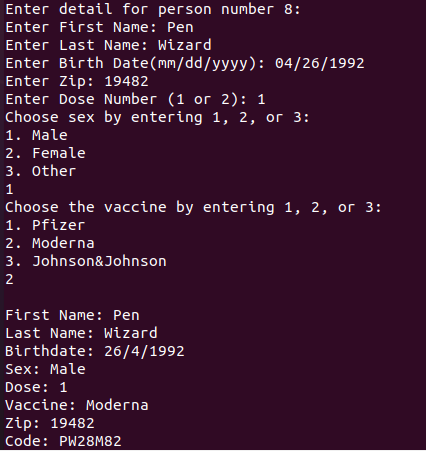 Enter detail for person number 8:
Enter First Name: Pen
Enter Last Name: Wizard
Enter Birth Date(mm/dd/yyyy): 04/26/1992
Enter Zip: 19482
Enter Dose Number (1 or 2): 1
Choose sex by entering 1, 2, or 3:
1. Male
2. Female
3. Other
1
Choose the vaccine by entering 1, 2, or 3:
1. Pfizer
2. Moderna
3. Johnson&Johnson
2
First Name: Pen
Last Name: Wizard
Birthdate: 26/4/1992
Sex: Male
Dose: 1
Vaccine: Moderna
Zip: 19482
Code: PW28M82